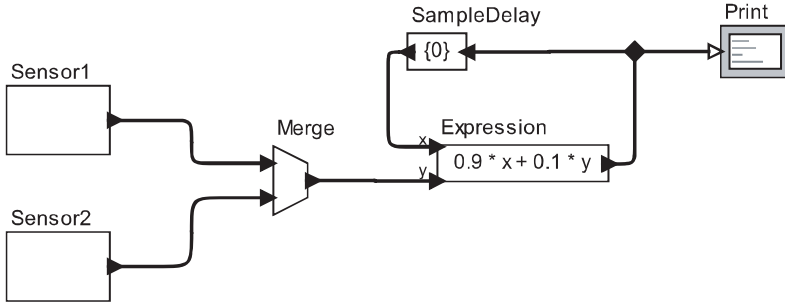 SampleDelay
Print
{0}
Sensor1
Merge
Expression
x
0.9 * x + 0.1 * y
y
Sensor2